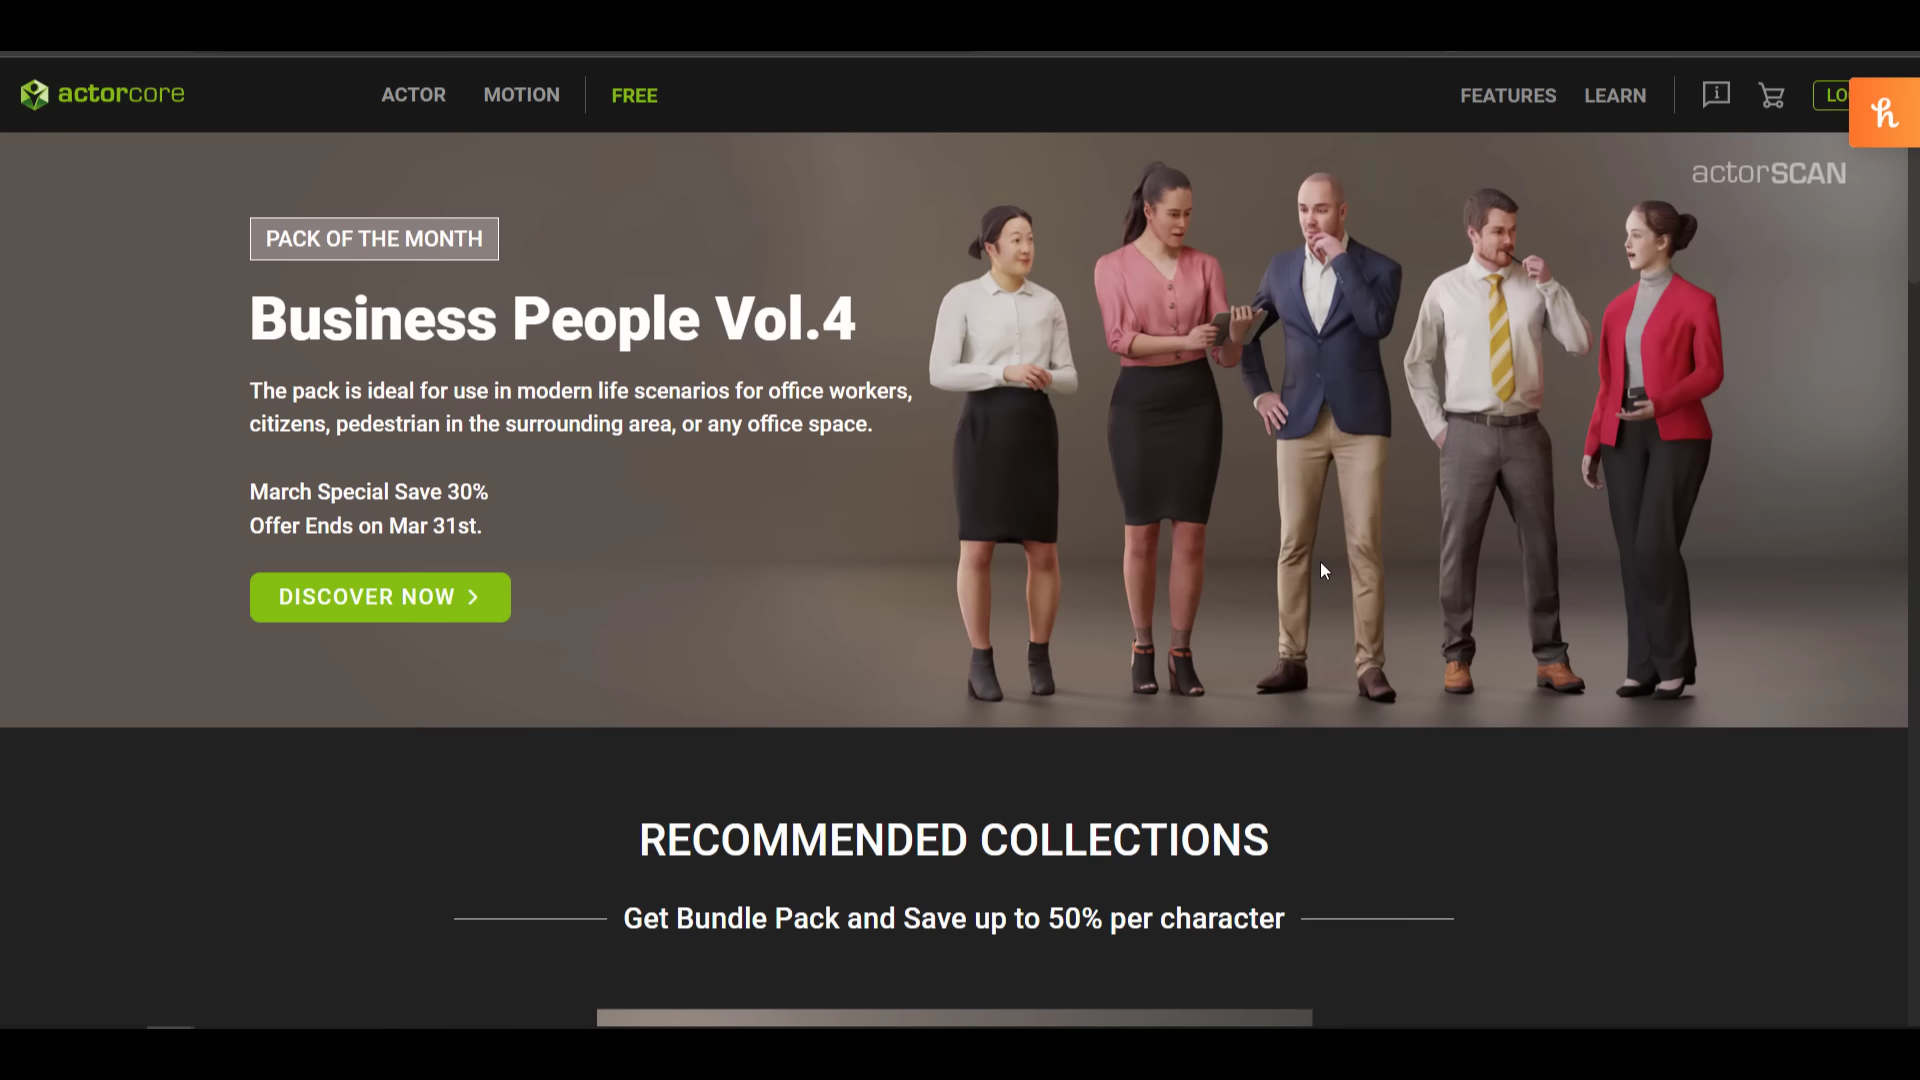 actorcore
ACTOR
MOTION
FREE
FEATURES
LEARN
LO
actorSCAN
PACK OF THE MONTH
Business People Vol.4
The pack is ideal for use in modern life scenarios for office workers,
citizens, pedestrian in the surrounding area, or any office space.
March Special Save 30%
Offer Ends on Mar 31st.
DISCOVER NOW
RECOMMENDED COLLECTIONS
Get Bundle Pack and Save up to 50% per character